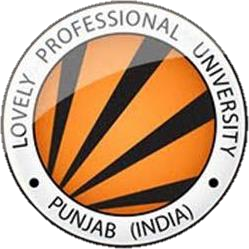 LOVELY PROFESSIONAL UNIVERSITY
PUNJAB (INDIA)